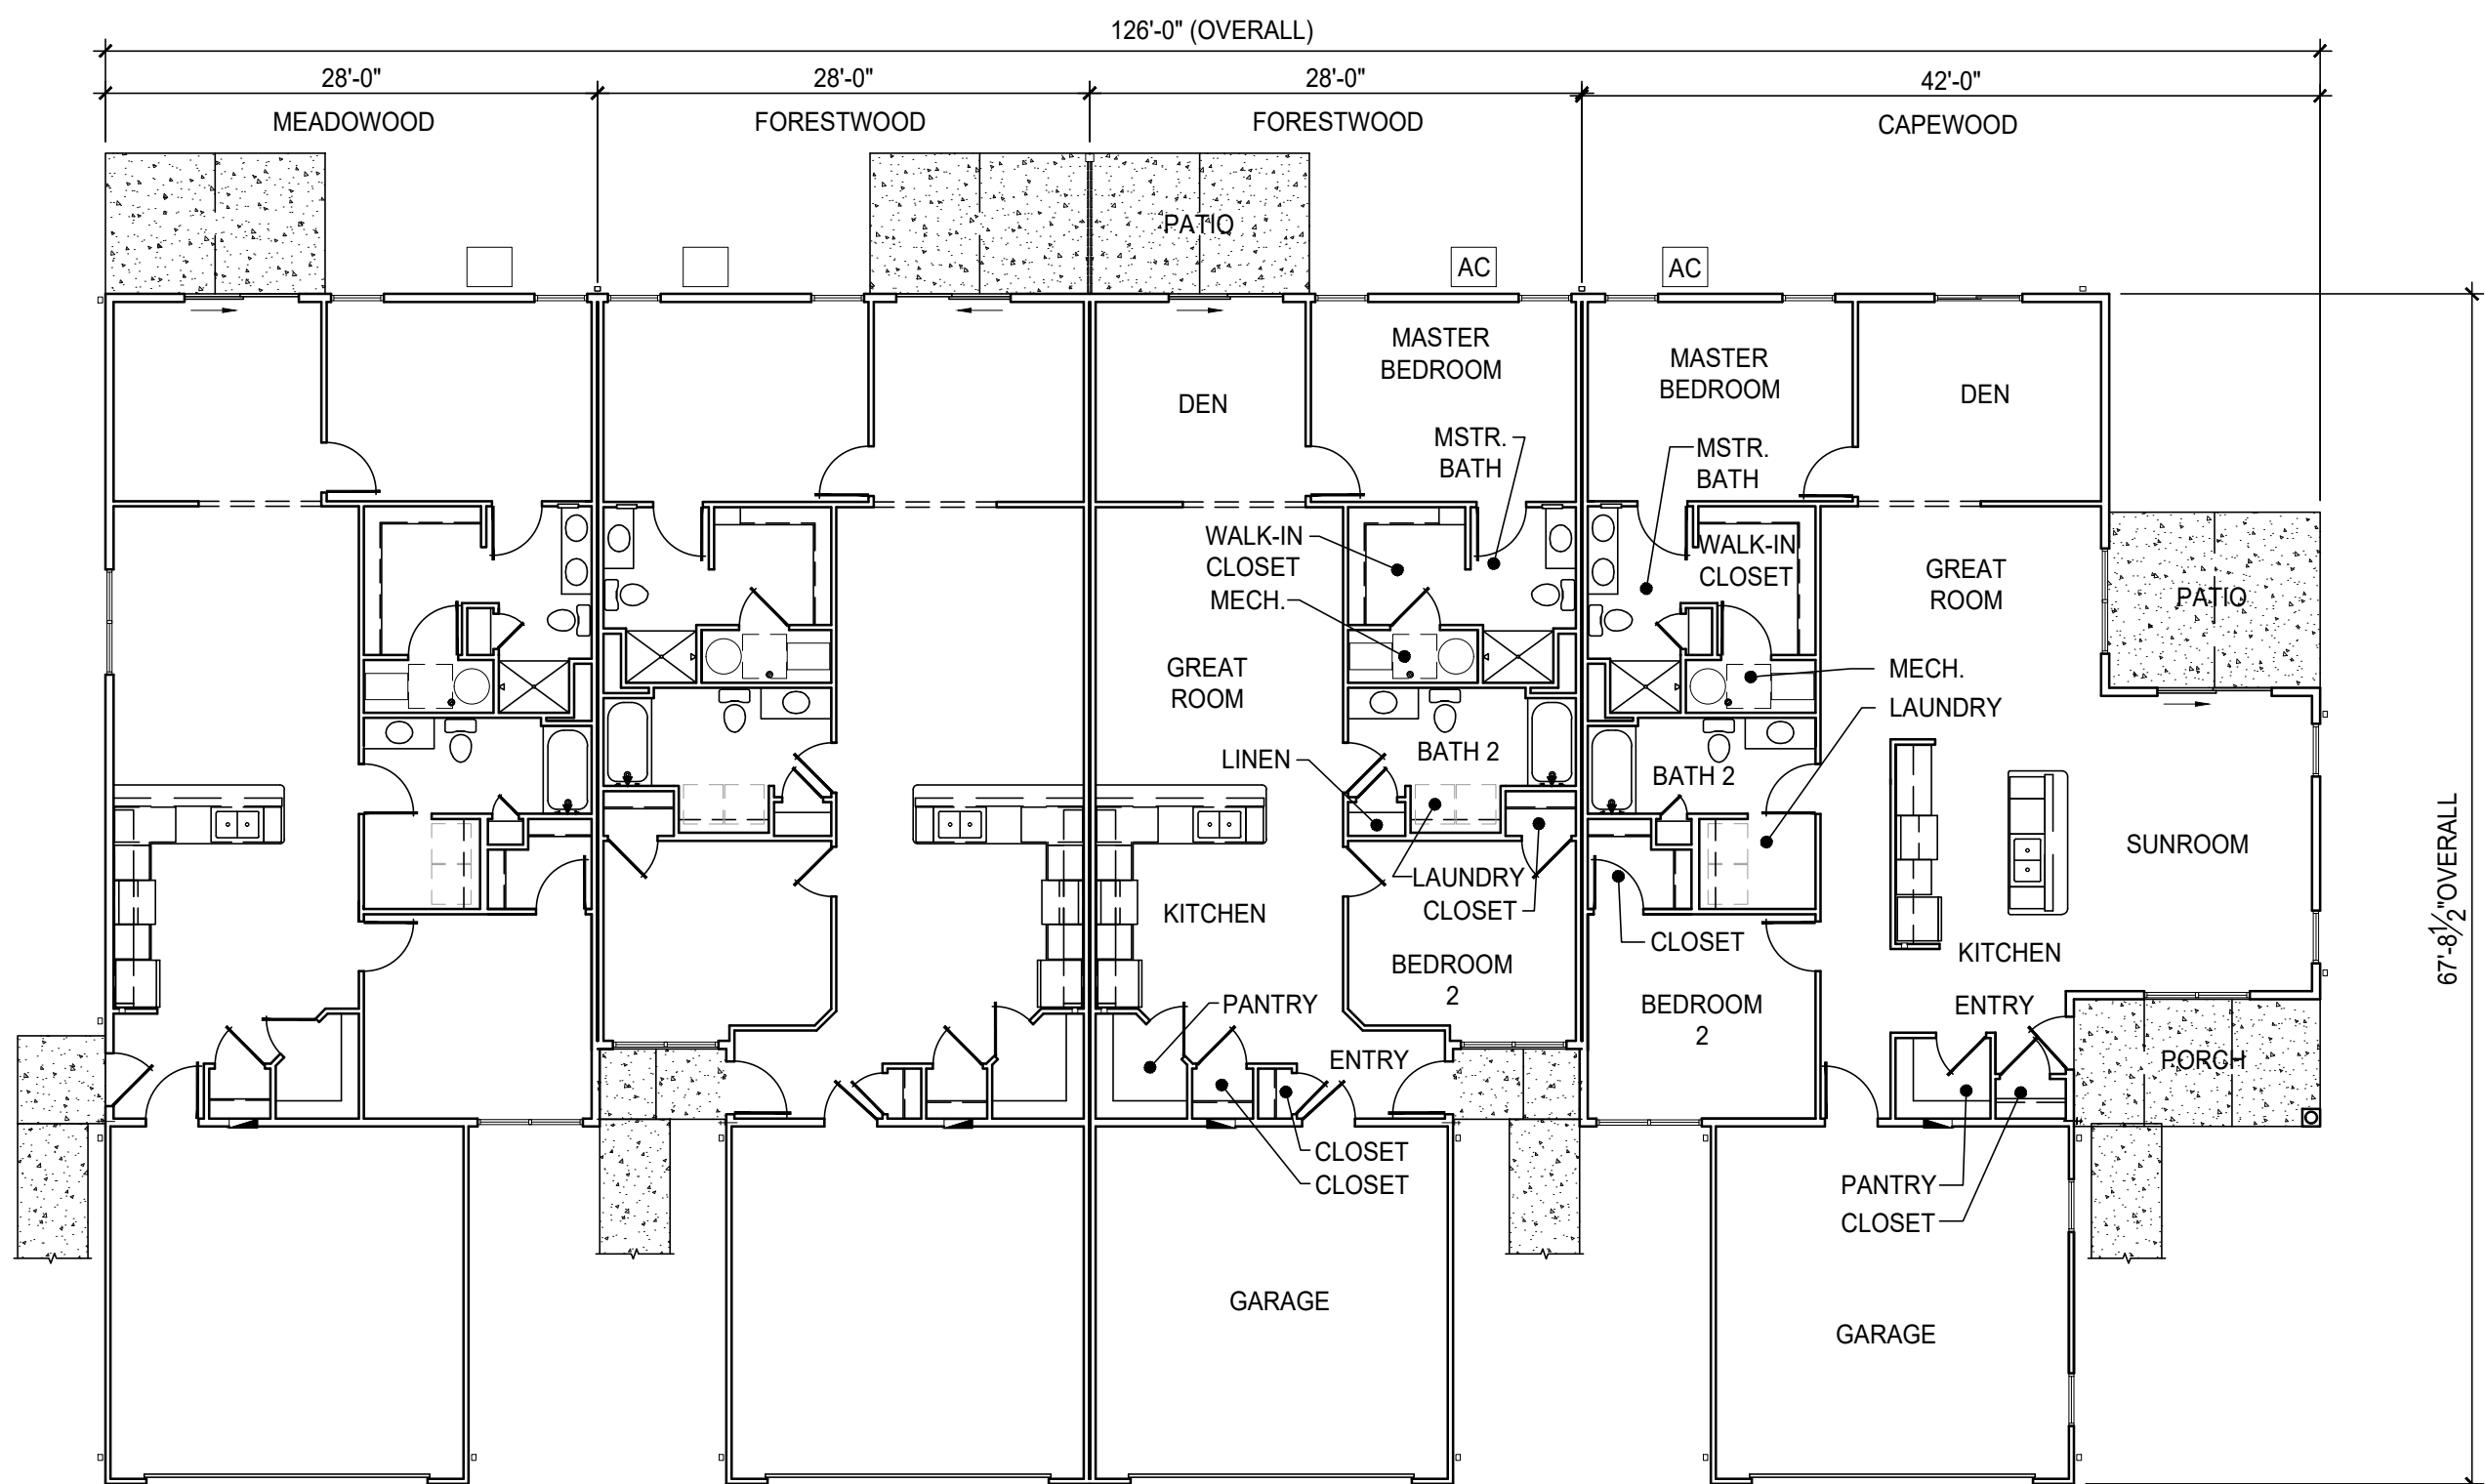 126'-0" (OVERALL)
28'-0"
28'-0"
28'-0"
42'-0"
MEADOWOOD
FORESTWOOD
FORESTWOOD
CAPEWOOD
PATIO
AC
AC
MASTER
BEDROOM
MASTER
BEDROOM
DEN
DEN
MSTR.
BATH
MSTR.
BATH
WALK-IN
CLOSET
WALK-IN
CLOSET
MECH.
GREAT
ROOM
PATIO
GREAT
ROOM
MECH.
LAUNDRY
LINEN
BATH 2
BATH 2
SUNROOM
67'-8 1/2" OVERALL
LAUNDRY
CLOSET
KITCHEN
CLOSET
KITCHEN
BEDROOM
2
PANTRY
BEDROOM
2
ENTRY
ENTRY
PORCH
CLOSET
CLOSET
PANTRY
CLOSET
GARAGE
GARAGE